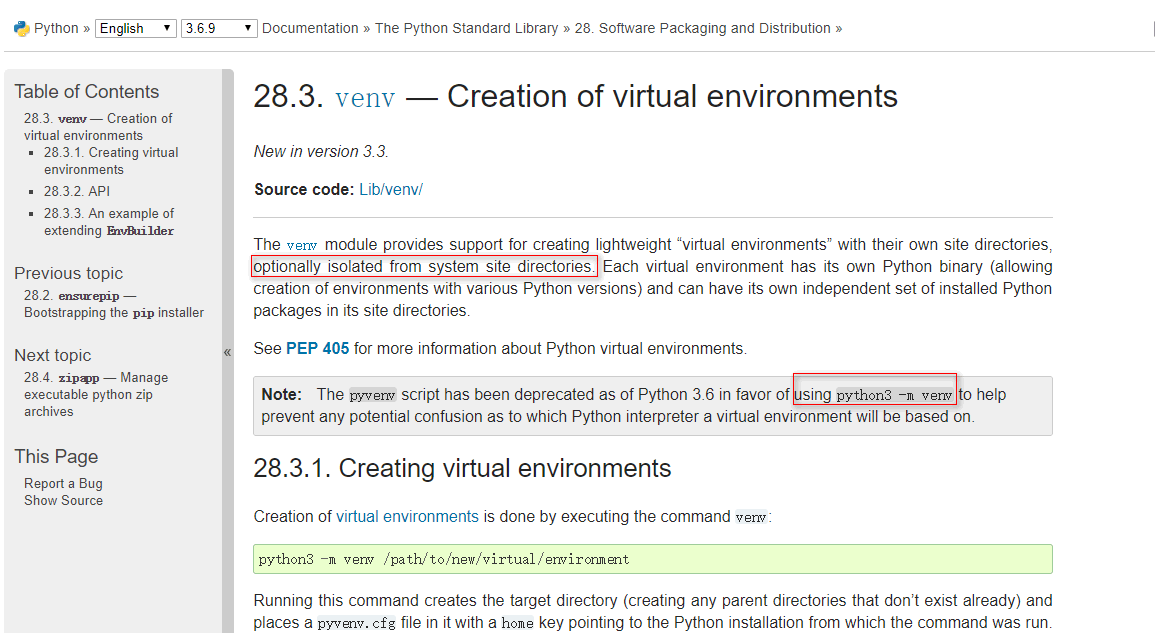 Python » English 3.6.9 Documentation » The Python Standard Library » 28. Software Packaging and Distribution »
Table of Contents
28.3. venv — Creation of
virtual environments
28.3.1. Creating virtual
environments
28.3.2. API
28.3.3. An example of
extending EnvBuilder
Previous topic
28.2. ensurepip —
Bootstrapping the pip installer
Next topic
28.4. zipapp — Manage
executable python zip
archives
This Page
Report a Bug
Show Source
«
28.3. venv — Creation of virtual environments
New in version 3.3.
Source code: Lib/venv/
The venv module provides support for creating lightweight “virtual environments” with their own site directories,
optionally isolated from system site directories. Each virtual environment has its own Python binary (allowing
creation of environments with various Python versions) and can have its own independent set of installed Python
packages in its site directories.
See PEP 405 for more information about Python virtual environments.
Note: The pyvenv script has been deprecated as of Python 3.6 in favor of using python3 -m venv to help
prevent any potential confusion as to which Python interpreter a virtual environment will be based on.
28.3.1. Creating virtual environments
Creation of virtual environments is done by executing the command venv:
python3 -m venv /path/to/new/virtual/environment
Running this command creates the target directory (creating any parent directories that don’t exist already) and
places a pyvenv.cfg file in it with a home key pointing to the Python installation from which the command was run.